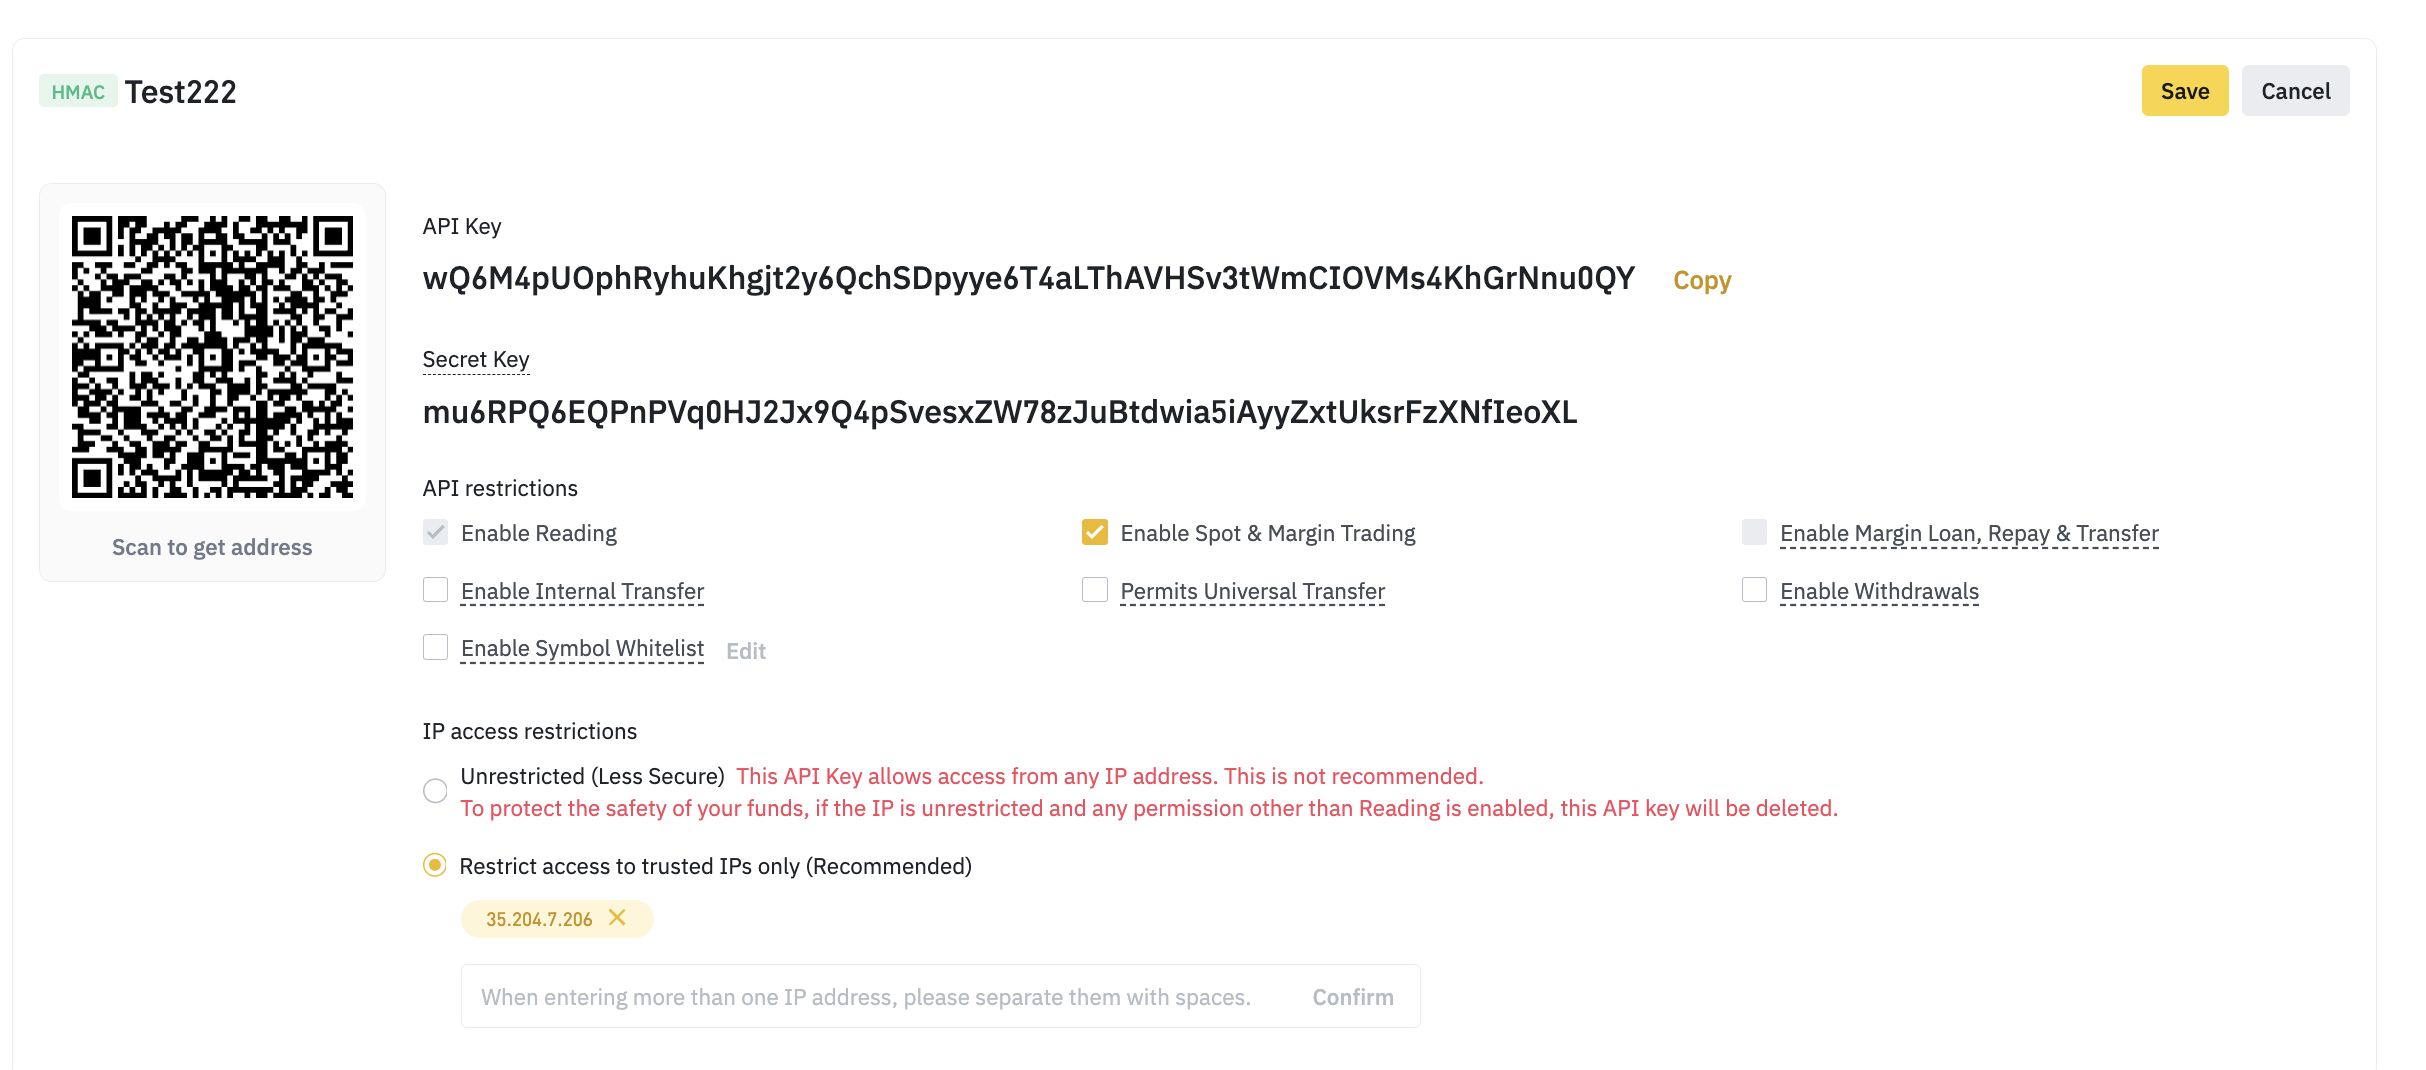 HMAC Test222
Save Cancel
API Key
wQ6M4pUOphRyhuKhgjt2y6QchSDpyye6T4aLThAVHSv3tWmCIOVMs4KhGrNnu0QY Copy
Secret Key
mu6RPQ6EQPnPVq0HJ2Jx9Q4pSvesxZW78zJuBtdwia5iAyyZxtUksrFzXNfIeoXL
Scan to get address
API restrictions
Enable Reading Enable Spot & Margin Trading Enable Margin Loan, Repay & Transfer
Enable Internal Transfer Permits Universal Transfer Enable Withdrawals
Enable Symbol Whitelist Edit
IP access restrictions
Unrestricted (Less Secure) This API Key allows access from any IP address. This is not recommended.
To protect the safety of your funds, if the IP is unrestricted and any permission other than Reading is enabled, this API key will be deleted.
Restrict access to trusted IPs only (Recommended)
35.204.7.206
When entering more than one IP address, please separate them with spaces. Confirm